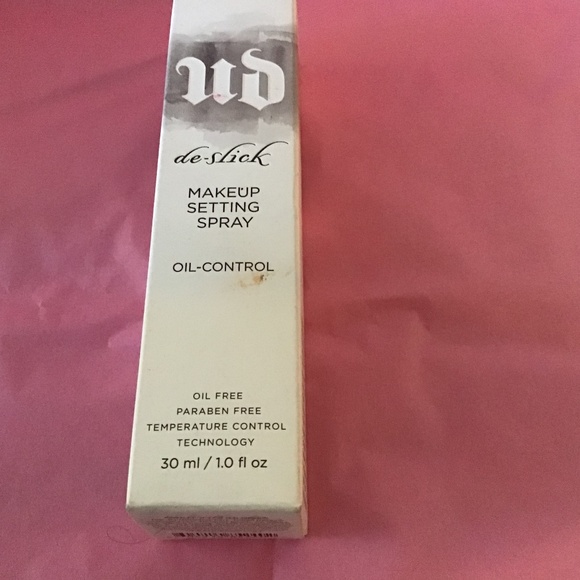 ud
de-slick
MAKEUP
SETTING
SPRAY
OIL-CONTROL
OIL FREE
PARABEN FREE
TEMPERATURE CONTROL
TECHNOLOGY
30 ml / 1.0 fl oz